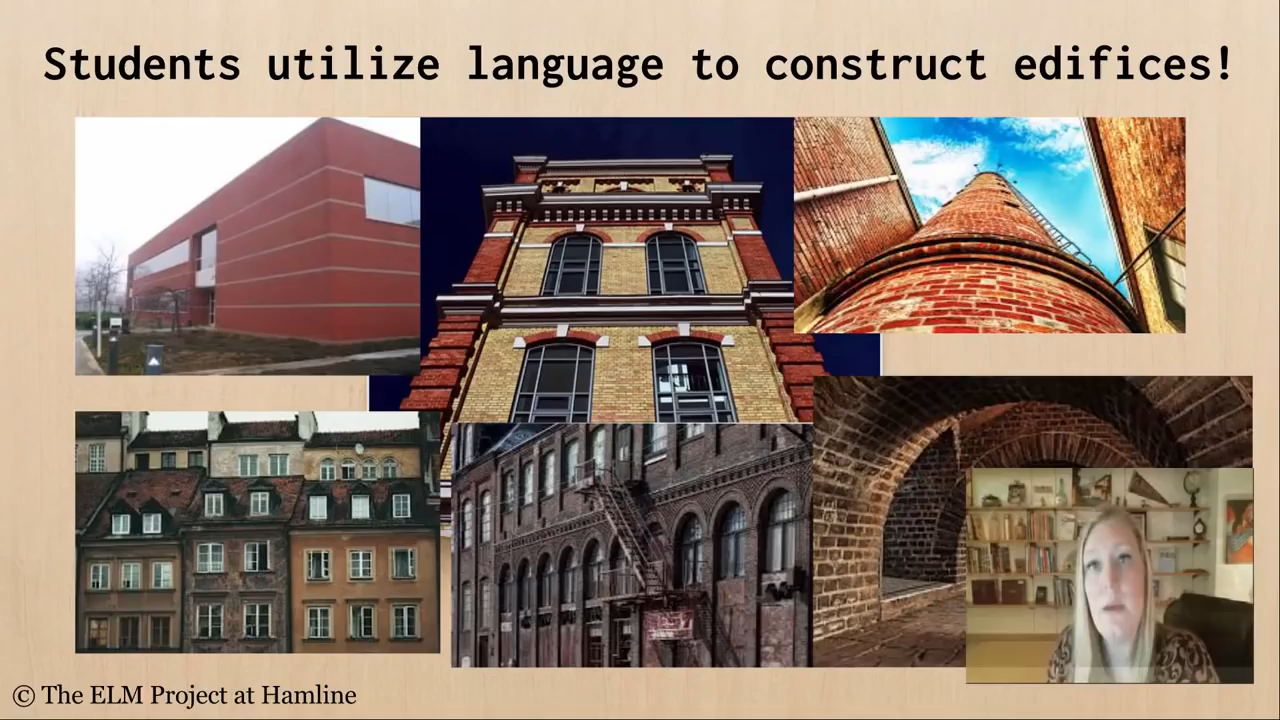 Students utilize language to construct edifices!
© The ELM Project at Hamline